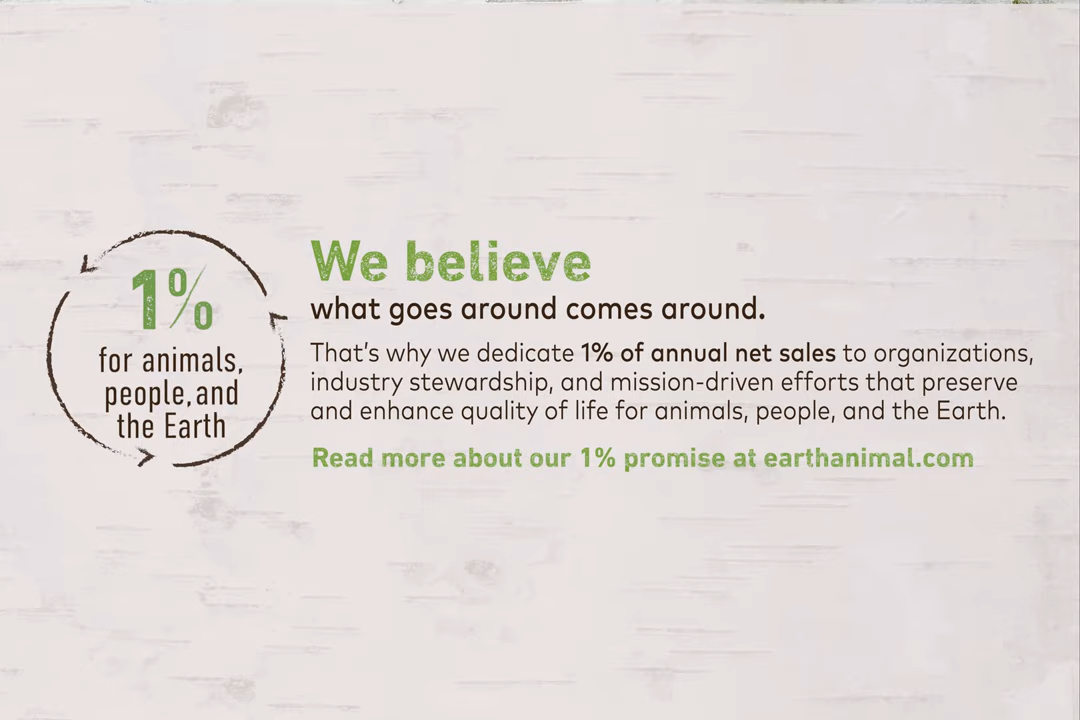 1%
for animals,
people, and
the Earth
We believe
what goes around comes around.
That's why we dedicate 1% of annual net sales to organizations,
industry stewardship, and mission-driven efforts that preserve
and enhance quality of life for animals, people, and the Earth.
Read more about our 1% promise at earthanimal.com